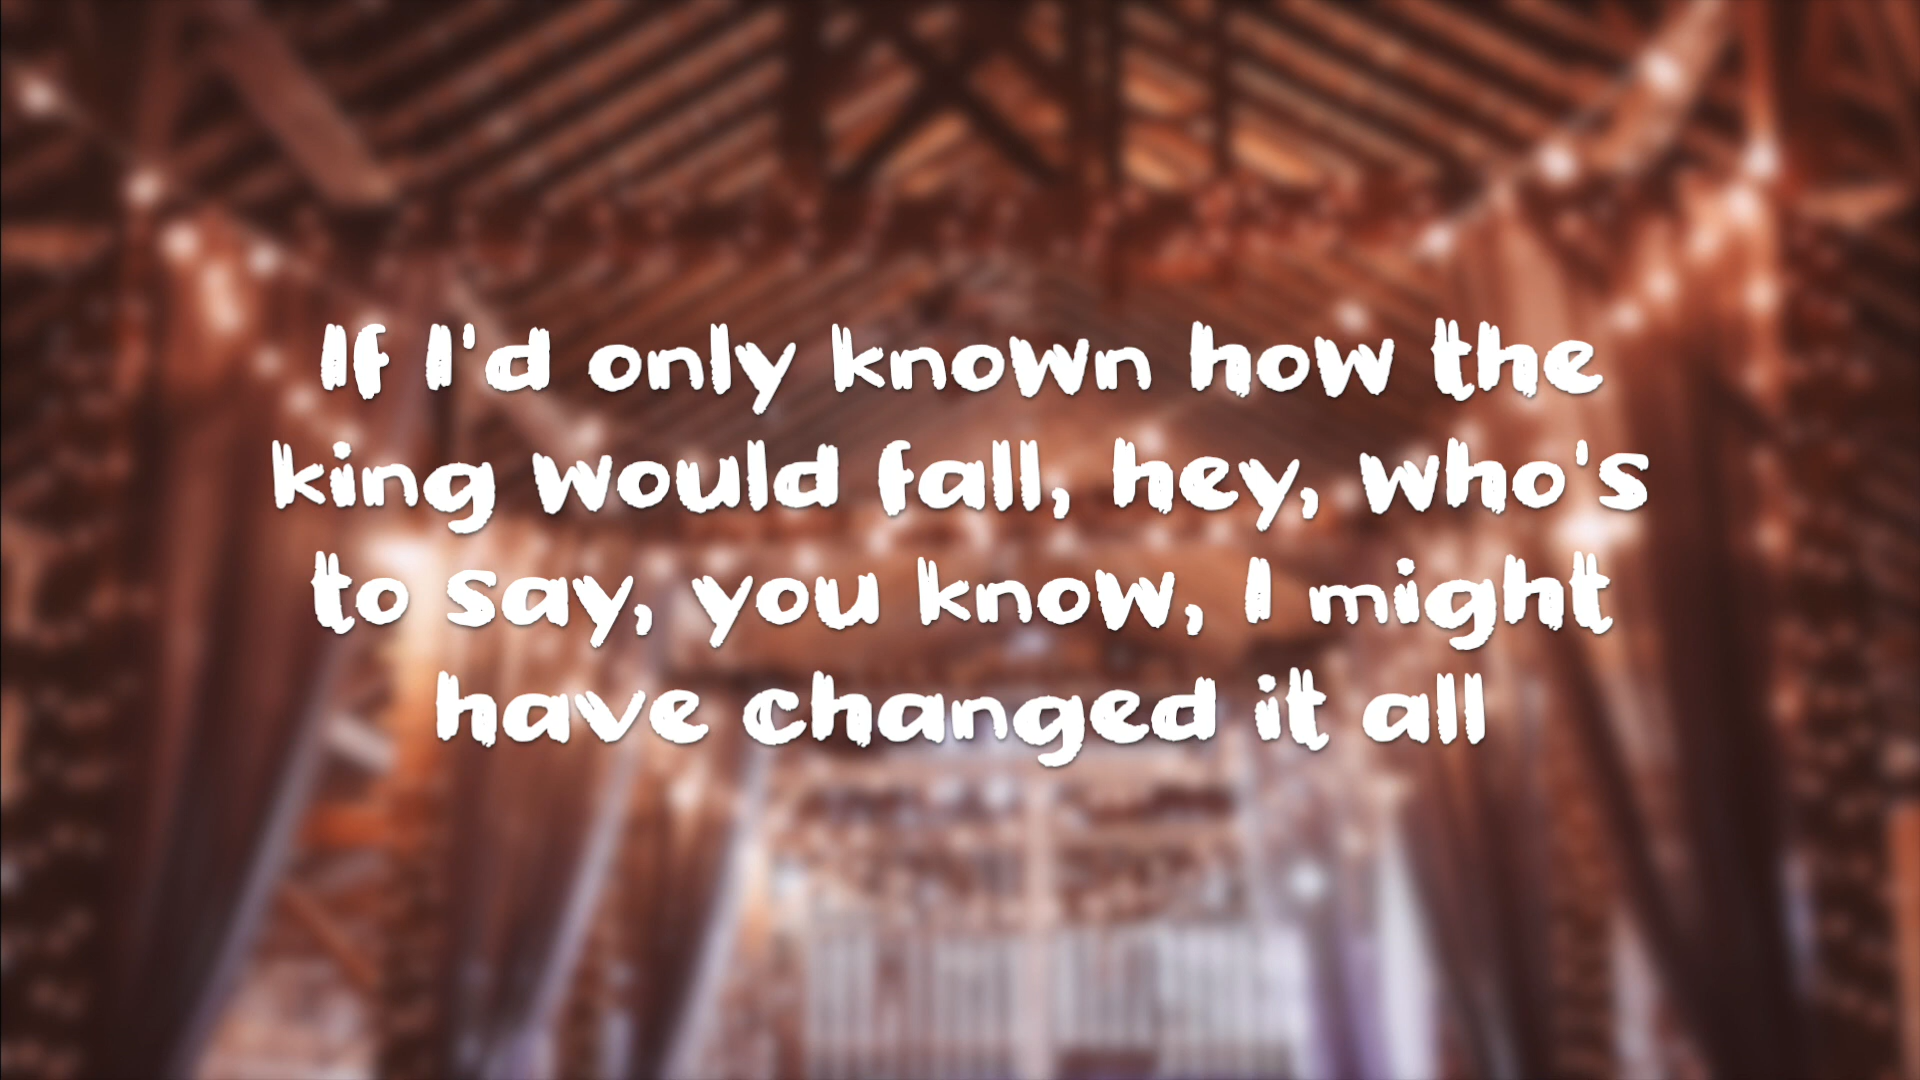 If I'd only known how the
king would fall, hey, who's
to say, you know, I might
have changed it all